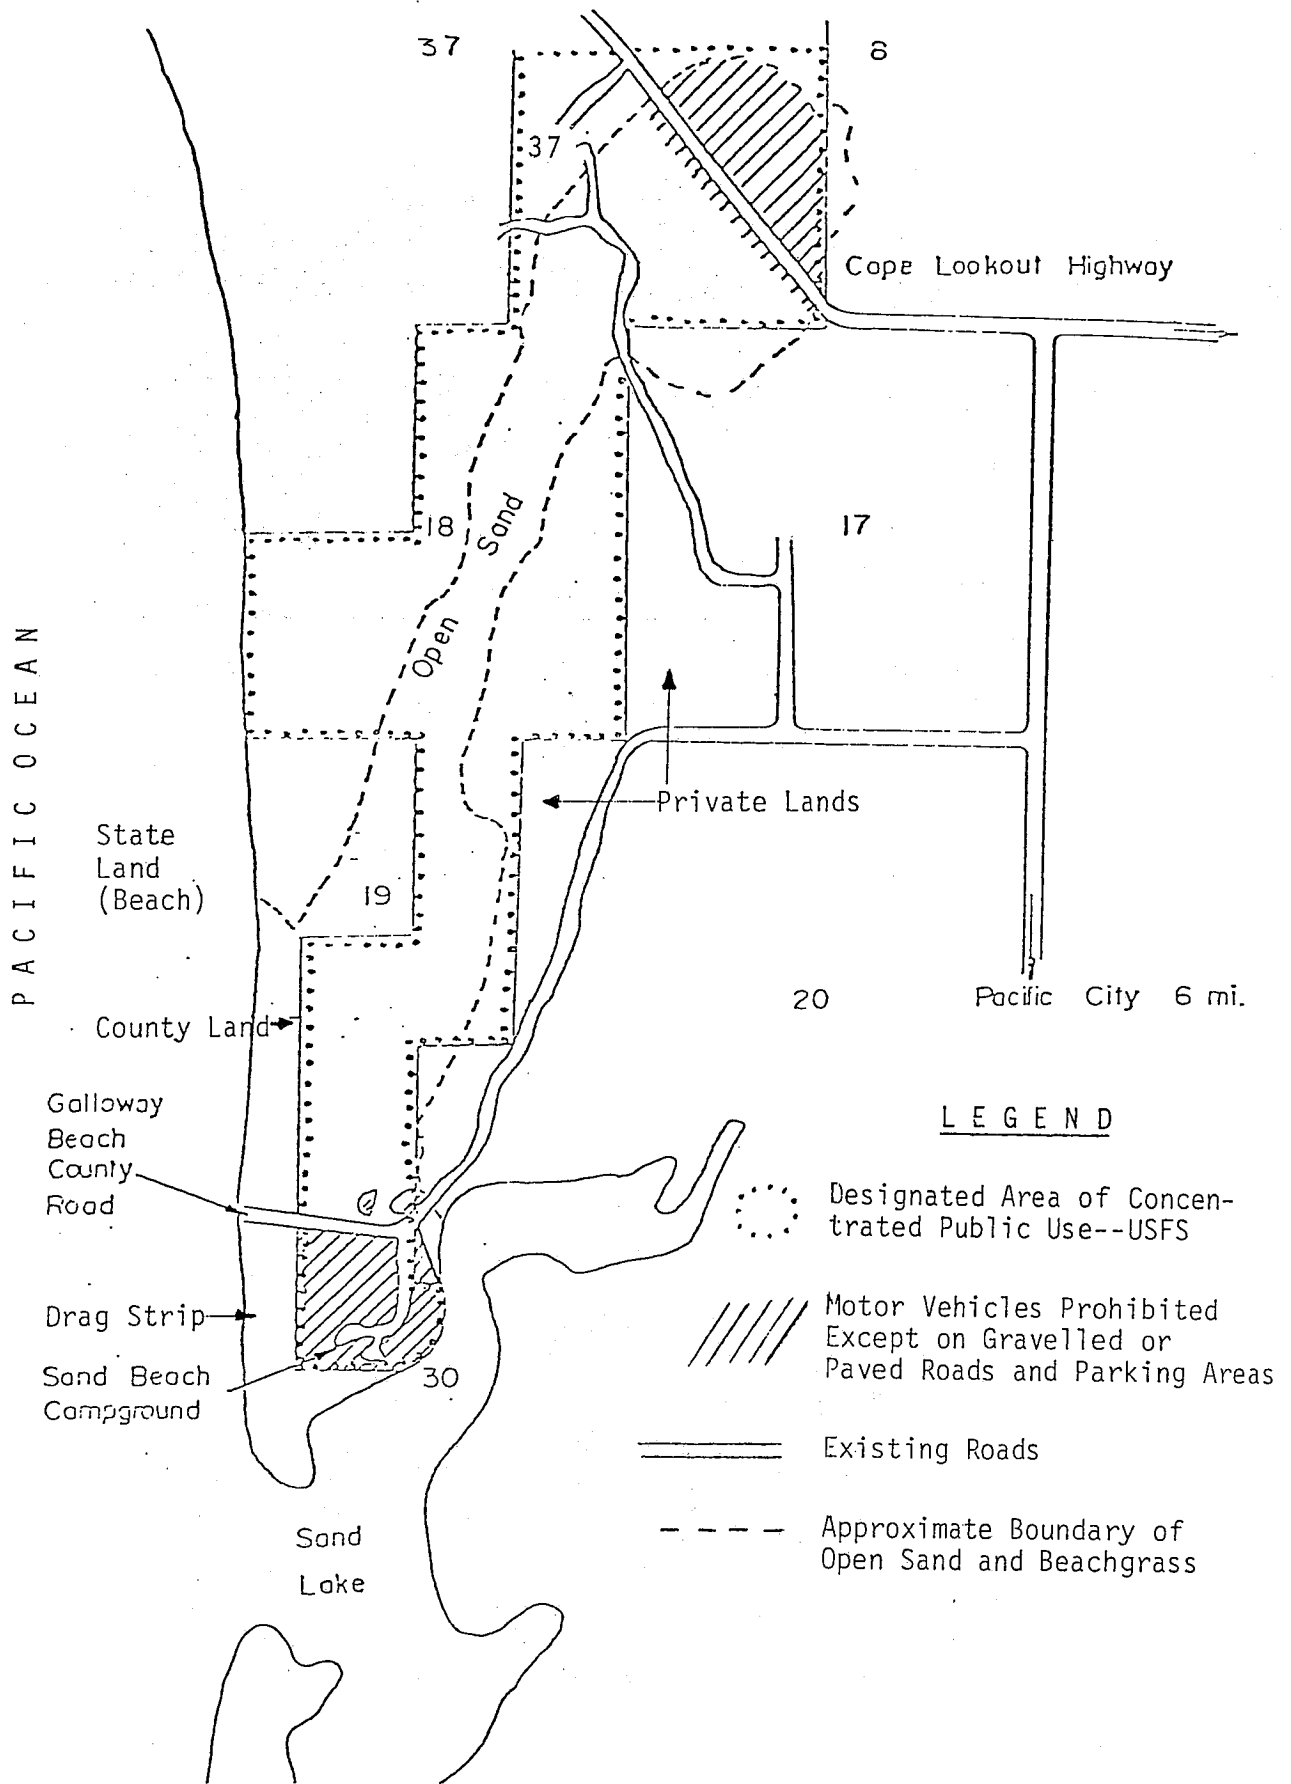 37
8
37
Cape Lookout Highway
18
Sand
Open
17
PACIFIC OCEAN
Private Lands
State
Land
(Beach)
19
20
Pacific City 6 mi.
County Land
Galloway
Beach
County
Road
Drag Strip
Sand Beach
Campground
30
Sand
Lake
LEGEND
Designated Area of Concen-
trated Public Use--USFS
Motor Vehicles Prohibited
Except on Gravelled or
Paved Roads and Parking Areas
Existing Roads
Approximate Boundary of
Open Sand and Beachgrass